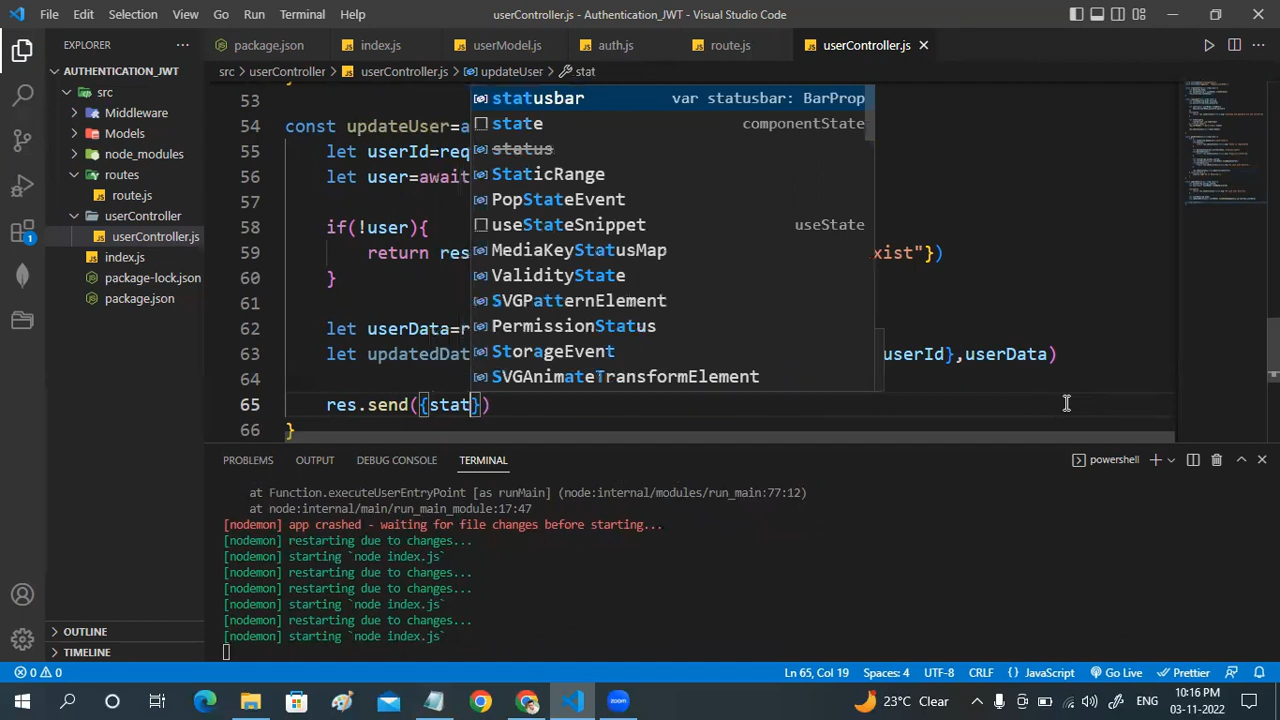 File Edit Selection View Go Run Terminal Help
userController.js - Authentication_JWT - Visual Studio Code
EXPLORER
package.json
index.js
userModel.js
auth.js
route.js
userController.js
AUTHENTICATION_JWT
src
Middleware
Models
node_modules
routes
route.js
userController
userController.js
index.js
package-lock.json
package.json
OUTLINE
TIMELINE
src > userController > userController.js > updateUser > stat
53
54 const updateUser=a
55 let userId=req
56 let user=await
57
58 if(!user){
59 return res xist"})
60 }
61
62 let userData=r
63 let updatedDat userId},userData)
64
65 res.send({stat})
66 }
statusbar var statusbar: BarProp
state componentState
status
StaticRange
PopStateEvent
useStateSnippet useState
MediaKeyStatusMap
ValidityState
SVGPatternElement
PermissionStatus
StorageEvent
SVGAnimateTransformElement
PROBLEMS OUTPUT DEBUG CONSOLE TERMINAL powershell
at Function.executeUserEntryPoint [as runMain] (node:internal/modules/run_main:77:12)
at node:internal/main/run_main_module:17:47
[nodemon] app crashed - waiting for file changes before starting...
[nodemon] restarting due to changes...
[nodemon] starting `node index.js`
[nodemon] restarting due to changes...
[nodemon] restarting due to changes...
[nodemon] starting `node index.js`
[nodemon] restarting due to changes...
[nodemon] starting `node index.js`
0 0 Ln 65, Col 19 Spaces: 4 UTF-8 CRLF {} JavaScript Go Live Prettier
23°C Clear ENG 10:16 PM
03-11-2022
1